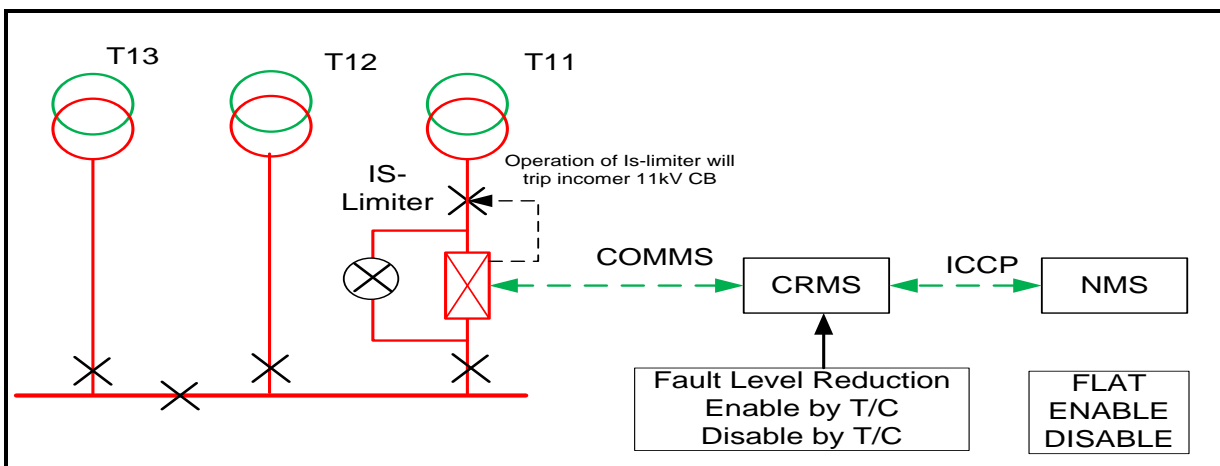 T13
T12
T11
Operation of Is-limiter will
trip incomer 11kV CB
IS-
Limiter
COMMS
CRMS
ICCP
NMS
Fault Level Reduction
Enable by T/C
Disable by T/C
FLAT
ENABLE
DISABLE